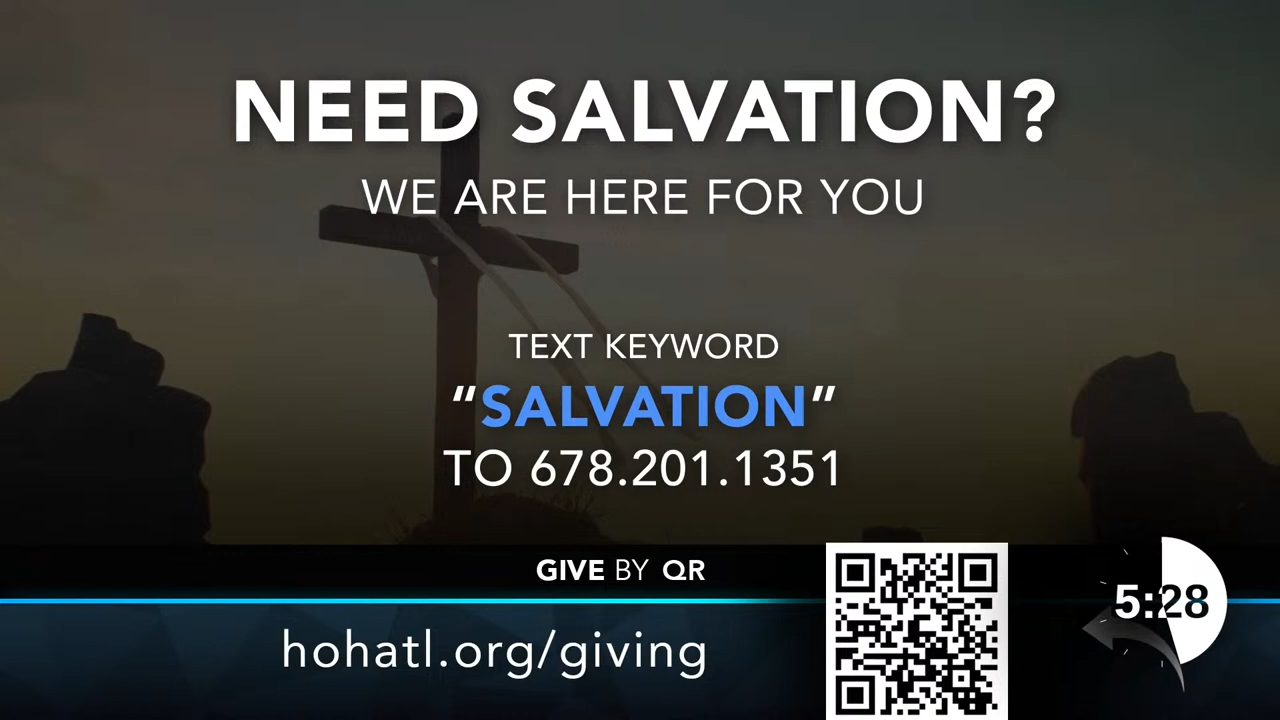 NEED SALVATION?
WE ARE HERE FOR YOU
TEXT KEYWORD
“SALVATION”
TO 678.201.1351
GIVE BY QR
hohatl.org/giving
5:28